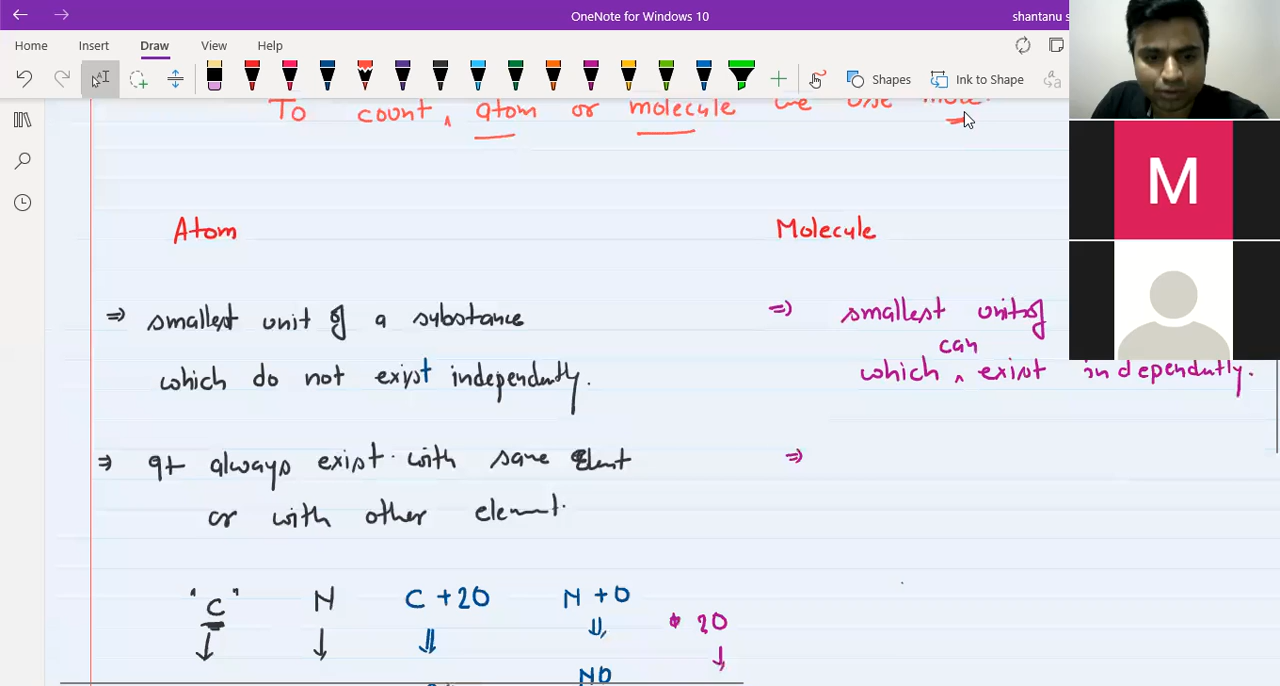 OneNote for Windows 10
shantanu s
Home Insert Draw View Help
Shapes Ink to Shape
To count, atom or molecule we use mole.
Atom
Molecule
⇒ smallest unit of a substance
which do not exist independently.
⇒ smallest unit of
can
which ^ exist independently.
⇒ It always exist with same
or with other element.
⇒
"C" N C + 2O N + O
2O
NO
M